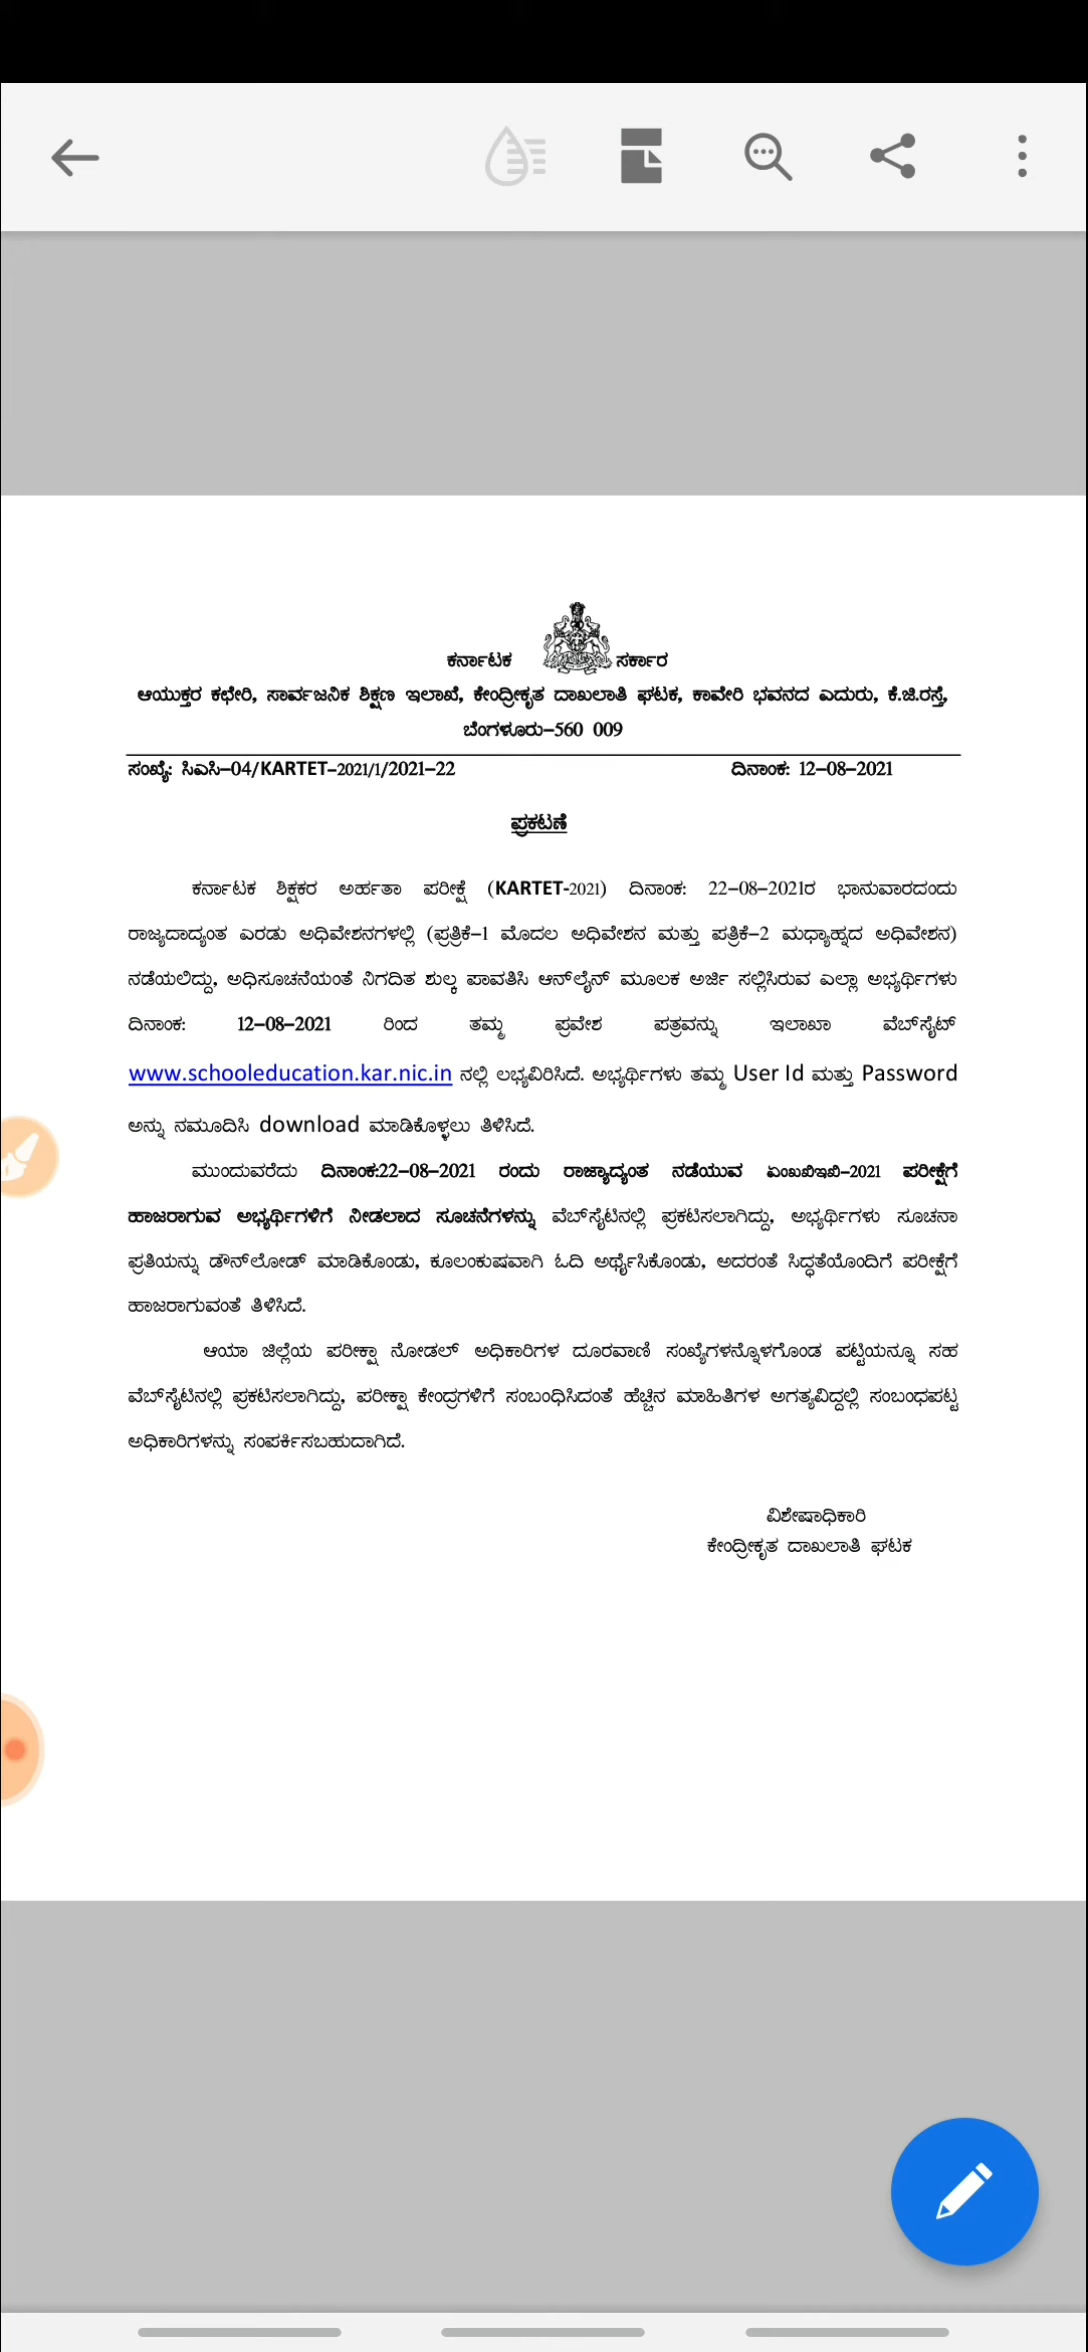 ಕರ್ನಾಟಕ ಸರ್ಕಾರ
ಆಯುಕ್ತರ ಕಛೇರಿ, ಸಾರ್ವಜನಿಕ ಶಿಕ್ಷಣ ಇಲಾಖೆ, ಕೇಂದ್ರೀಕೃತ ದಾಖಲಾತಿ ಘಟಕ, ಕಾವೇರಿ ಭವನದ ಎದುರು, ಕೆ.ಜಿ.ರಸ್ತೆ,
ಬೆಂಗಳೂರು-560 009
ಸಂಖ್ಯೆ: ಸಿಎಸಿ-04/KARTET-2021/1/2021-22 ದಿನಾಂಕ: 12-08-2021
ಪ್ರಕಟಣೆ
ಕರ್ನಾಟಕ ಶಿಕ್ಷಕರ ಅರ್ಹತಾ ಪರೀಕ್ಷೆ (KARTET-2021) ದಿನಾಂಕ: 22-08-2021ರ ಭಾನುವಾರದಂದು
ರಾಜ್ಯದಾದ್ಯಂತ ಎರಡು ಅಧಿವೇಶನಗಳಲ್ಲಿ (ಪ್ರತ್ರಿಕೆ-1 ಮೊದಲ ಅಧಿವೇಶನ ಮತ್ತು ಪತ್ರಿಕೆ-2 ಮಧ್ಯಾಹ್ನದ ಅಧಿವೇಶನ)
ನಡೆಯಲಿದ್ದು, ಅಧಿಸೂಚನೆಯಂತೆ ನಿಗದಿತ ಶುಲ್ಕ ಪಾವತಿಸಿ ಆನ್‌ಲೈನ್ ಮೂಲಕ ಅರ್ಜಿ ಸಲ್ಲಿಸಿರುವ ಎಲ್ಲಾ ಅಭ್ಯರ್ಥಿಗಳು
ದಿನಾಂಕ: 12-08-2021 ರಿಂದ ತಮ್ಮ ಪ್ರವೇಶ ಪತ್ರವನ್ನು ಇಲಾಖಾ ವೆಬ್‌ಸೈಟ್
www.schooleducation.kar.nic.in ನಲ್ಲಿ ಲಭ್ಯವಿರಿಸಿದೆ. ಅಭ್ಯರ್ಥಿಗಳು ತಮ್ಮ User Id ಮತ್ತು Password
ಅನ್ನು ನಮೂದಿಸಿ download ಮಾಡಿಕೊಳ್ಳಲು ತಿಳಿಸಿದೆ.
ಮುಂದುವರೆದು ದಿನಾಂಕ:22-08-2021 ರಂದು ರಾಜ್ಯಾದ್ಯಂತ ನಡೆಯುವ ಏಂಖಖಿಇಖಿ-2021 ಪರೀಕ್ಷೆಗೆ
ಹಾಜರಾಗುವ ಅಭ್ಯರ್ಥಿಗಳಿಗೆ ನೀಡಲಾದ ಸೂಚನೆಗಳನ್ನು ವೆಬ್‌ಸೈಟಿನಲ್ಲಿ ಪ್ರಕಟಿಸಲಾಗಿದ್ದು, ಅಭ್ಯರ್ಥಿಗಳು ಸೂಚನಾ
ಪ್ರತಿಯನ್ನು ಡೌನ್‌ಲೋಡ್ ಮಾಡಿಕೊಂಡು, ಕೂಲಂಕುಷವಾಗಿ ಓದಿ ಅರ್ಥೈಸಿಕೊಂಡು, ಅದರಂತೆ ಸಿದ್ಧತೆಯೊಂದಿಗೆ ಪರೀಕ್ಷೆಗೆ
ಹಾಜರಾಗುವಂತೆ ತಿಳಿಸಿದೆ.
ಆಯಾ ಜಿಲ್ಲೆಯ ಪರೀಕ್ಷಾ ನೋಡಲ್ ಅಧಿಕಾರಿಗಳ ದೂರವಾಣಿ ಸಂಖ್ಯೆಗಳನ್ನೊಳಗೊಂಡ ಪಟ್ಟಿಯನ್ನೂ ಸಹ
ವೆಬ್‌ಸೈಟಿನಲ್ಲಿ ಪ್ರಕಟಿಸಲಾಗಿದ್ದು, ಪರೀಕ್ಷಾ ಕೇಂದ್ರಗಳಿಗೆ ಸಂಬಂಧಿಸಿದಂತೆ ಹೆಚ್ಚಿನ ಮಾಹಿತಿಗಳ ಅಗತ್ಯವಿದ್ದಲ್ಲಿ ಸಂಬಂಧಪಟ್ಟ
ಅಧಿಕಾರಿಗಳನ್ನು ಸಂಪರ್ಕಿಸಬಹುದಾಗಿದೆ.
ವಿಶೇಷಾಧಿಕಾರಿ
ಕೇಂದ್ರೀಕೃತ ದಾಖಲಾತಿ ಘಟಕ